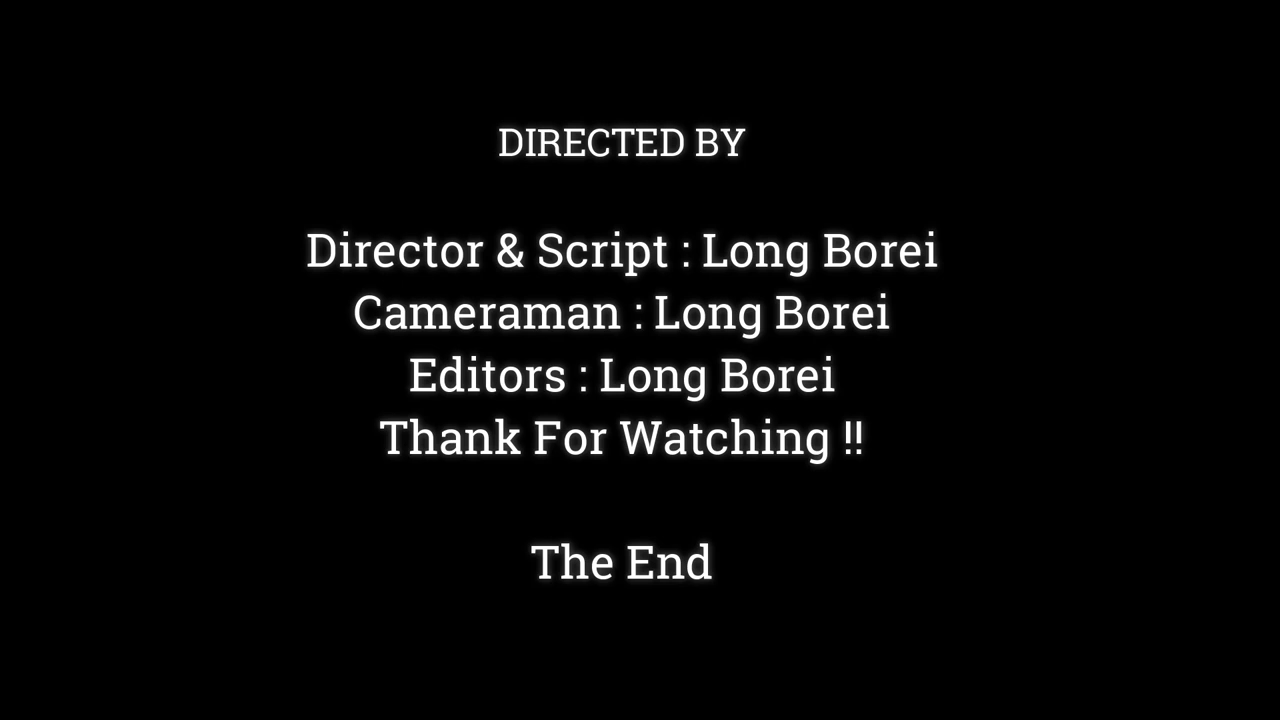 DIRECTED BY
Director & Script : Long Borei
Cameraman : Long Borei
Editors : Long Borei
Thank For Watching !!
The End